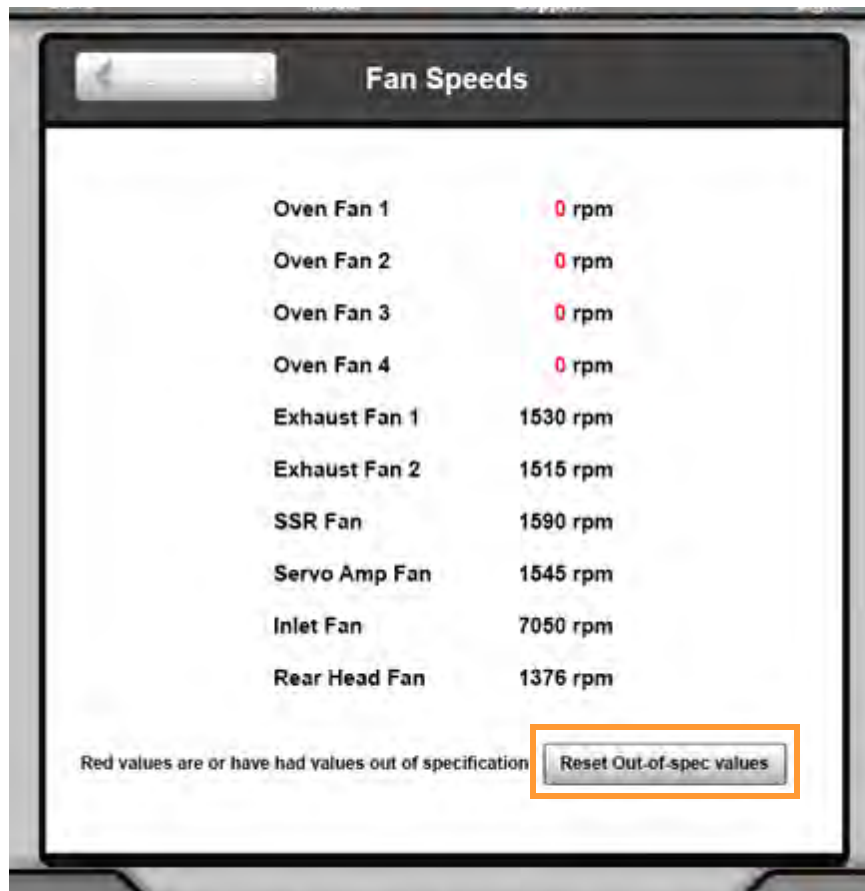 Fan Speeds
Oven Fan 1 0 rpm
Oven Fan 2 0 rpm
Oven Fan 3 0 rpm
Oven Fan 4 0 rpm
Exhaust Fan 1 1530 rpm
Exhaust Fan 2 1515 rpm
SSR Fan 1590 rpm
Servo Amp Fan 1545 rpm
Inlet Fan 7050 rpm
Rear Head Fan 1376 rpm
Red values are or have had values out of specification Reset Out-of-spec values